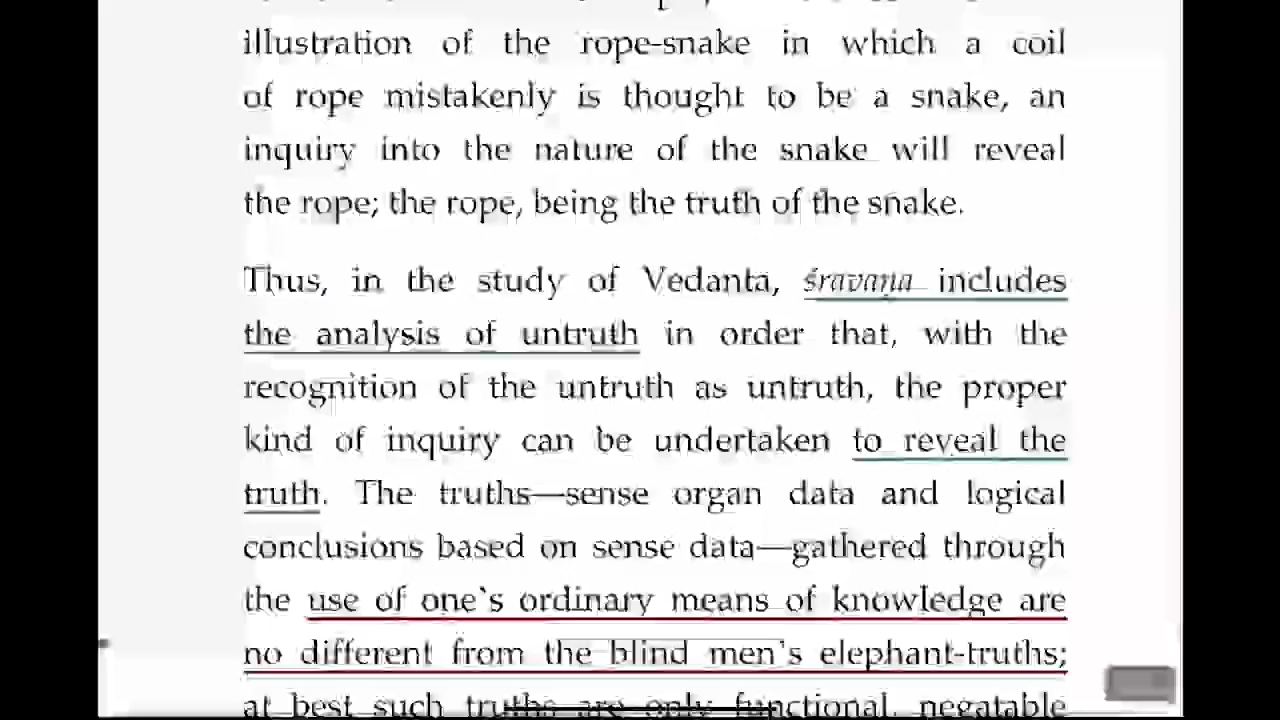 illustration of the rope-snake in which a coil
of rope mistakenly is thought to be a snake, an
inquiry into the nature of the snake will reveal
the rope; the rope, being the truth of the snake.
Thus, in the study of Vedanta, śravaṇa includes
the analysis of untruth in order that, with the
recognition of the untruth as untruth, the proper
kind of inquiry can be undertaken to reveal the
truth. The truths—sense organ data and logical
conclusions based on sense data—gathered through
the use of one`s ordinary means of knowledge are
no different from the blind men's elephant-truths;
at best such truths are only functional, negatable